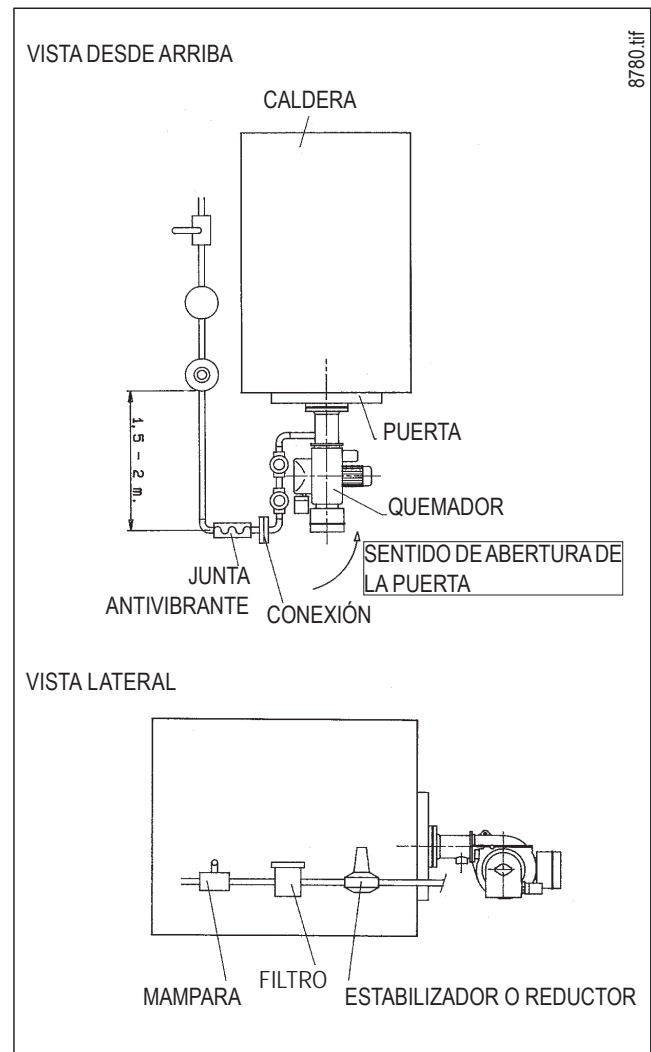 VISTA DESDE ARRIBA
8780.tif
CALDERA
1,5 - 2 m.
PUERTA
QUEMADOR
SENTIDO DE ABERTURA DE
LA PUERTA
JUNTA
ANTIVIBRANTE
CONEXIÓN
VISTA LATERAL
MAMPARA
FILTRO
ESTABILIZADOR O REDUCTOR